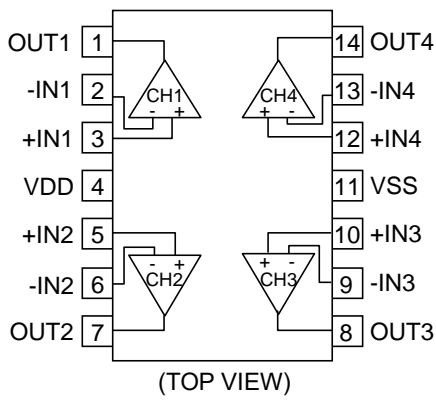 OUT1 1 14 OUT4
-IN1 2 CH1 CH4 13 -IN4
- + + -
+IN1 3 12 +IN4
VDD 4 11 VSS
+IN2 5 10 +IN3
- + + -
-IN2 6 CH2 CH3 9 -IN3
OUT2 7 8 OUT3
(TOP VIEW)